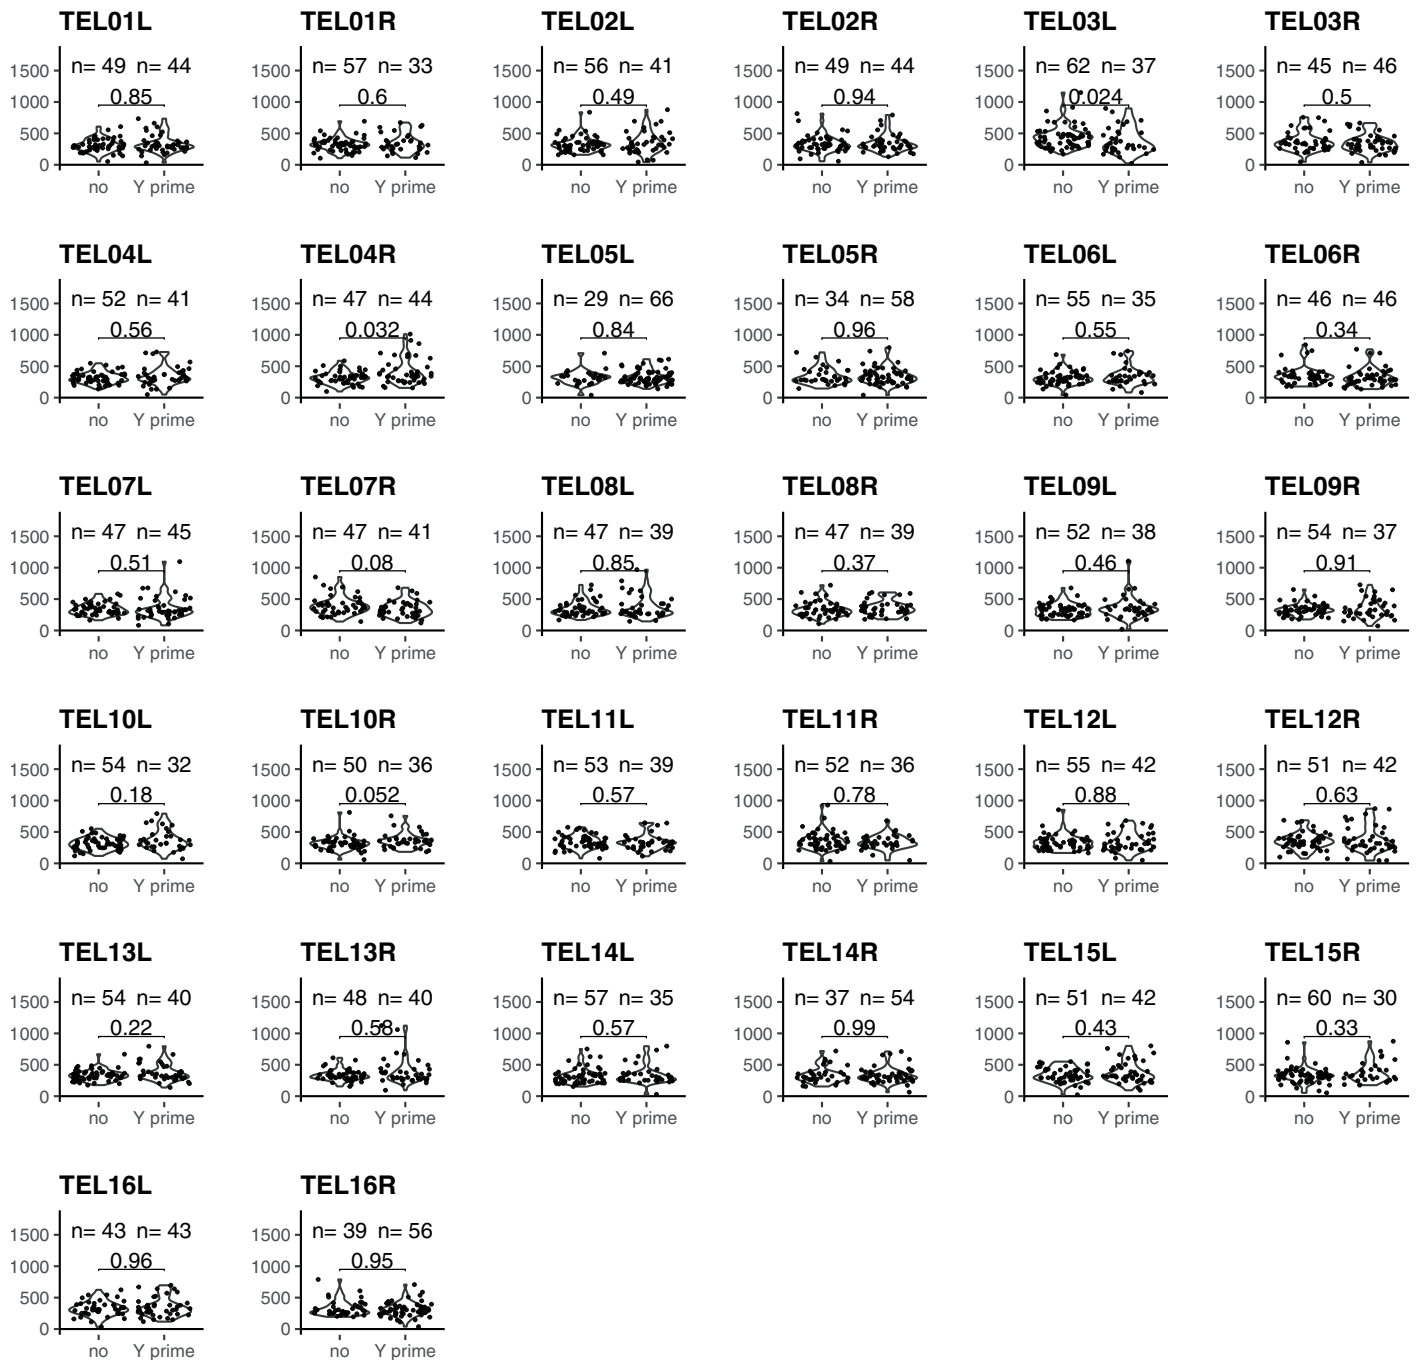 TEL01L TEL01R TEL02L TEL02R TEL03L TEL03R
1500 n= 49 n= 44 1500 n= 57 n= 33 1500 n= 56 n= 41 1500 n= 49 n= 44 1500 n= 62 n= 37 1500 n= 45 n= 46
1000 0.85 1000 0.6 1000 0.49 1000 0.94 1000 0.024 1000 0.5
500 500 500 500 500 500
0 0 0 0 0 0
no Y prime no Y prime no Y prime no Y prime no Y prime no Y prime
TEL04L TEL04R TEL05L TEL05R TEL06L TEL06R
1500 n= 52 n= 41 1500 n= 47 n= 44 1500 n= 29 n= 66 1500 n= 34 n= 58 1500 n= 55 n= 35 1500 n= 46 n= 46
1000 0.56 1000 0.032 1000 0.84 1000 0.96 1000 0.55 1000 0.34
500 500 500 500 500 500
0 0 0 0 0 0
no Y prime no Y prime no Y prime no Y prime no Y prime no Y prime
TEL07L TEL07R TEL08L TEL08R TEL09L TEL09R
1500 n= 47 n= 45 1500 n= 47 n= 41 1500 n= 47 n= 39 1500 n= 47 n= 39 1500 n= 52 n= 38 1500 n= 54 n= 37
1000 0.51 1000 0.08 1000 0.85 1000 0.37 1000 0.46 1000 0.91
500 500 500 500 500 500
0 0 0 0 0 0
no Y prime no Y prime no Y prime no Y prime no Y prime no Y prime
TEL10L TEL10R TEL11L TEL11R TEL12L TEL12R
1500 n= 54 n= 32 1500 n= 50 n= 36 1500 n= 53 n= 39 1500 n= 52 n= 36 1500 n= 55 n= 42 1500 n= 51 n= 42
1000 0.18 1000 0.052 1000 0.57 1000 0.78 1000 0.88 1000 0.63
500 500 500 500 500 500
0 0 0 0 0 0
no Y prime no Y prime no Y prime no Y prime no Y prime no Y prime
TEL13L TEL13R TEL14L TEL14R TEL15L TEL15R
1500 n= 54 n= 40 1500 n= 48 n= 40 1500 n= 57 n= 35 1500 n= 37 n= 54 1500 n= 51 n= 42 1500 n= 60 n= 30
1000 0.22 1000 0.58 1000 0.57 1000 0.99 1000 0.43 1000 0.33
500 500 500 500 500 500
0 0 0 0 0 0
no Y prime no Y prime no Y prime no Y prime no Y prime no Y prime
TEL16L TEL16R
1500 n= 43 n= 43 1500 n= 39 n= 56
1000 0.96 1000 0.95
500 500
0 0
no Y prime no Y prime